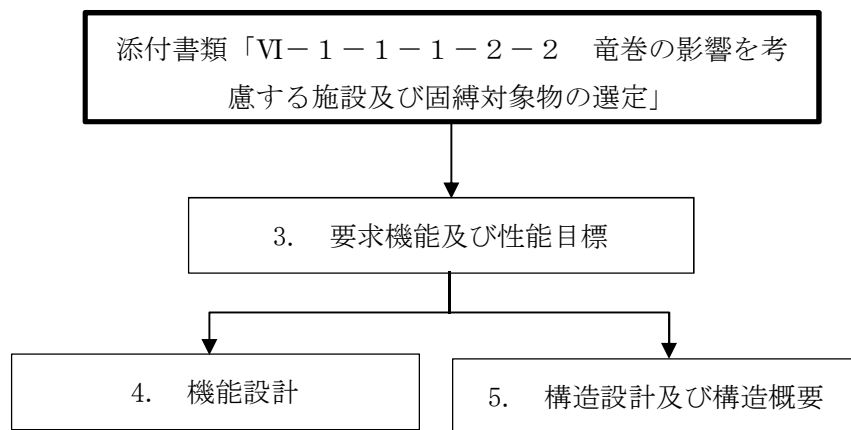 添付書類「Ⅵ－１－１－１－２－２　竜巻の影響を考
慮する施設及び固縛対象物の選定」
3.　要求機能及び性能目標
4.　機能設計
5.　構造設計及び構造概要